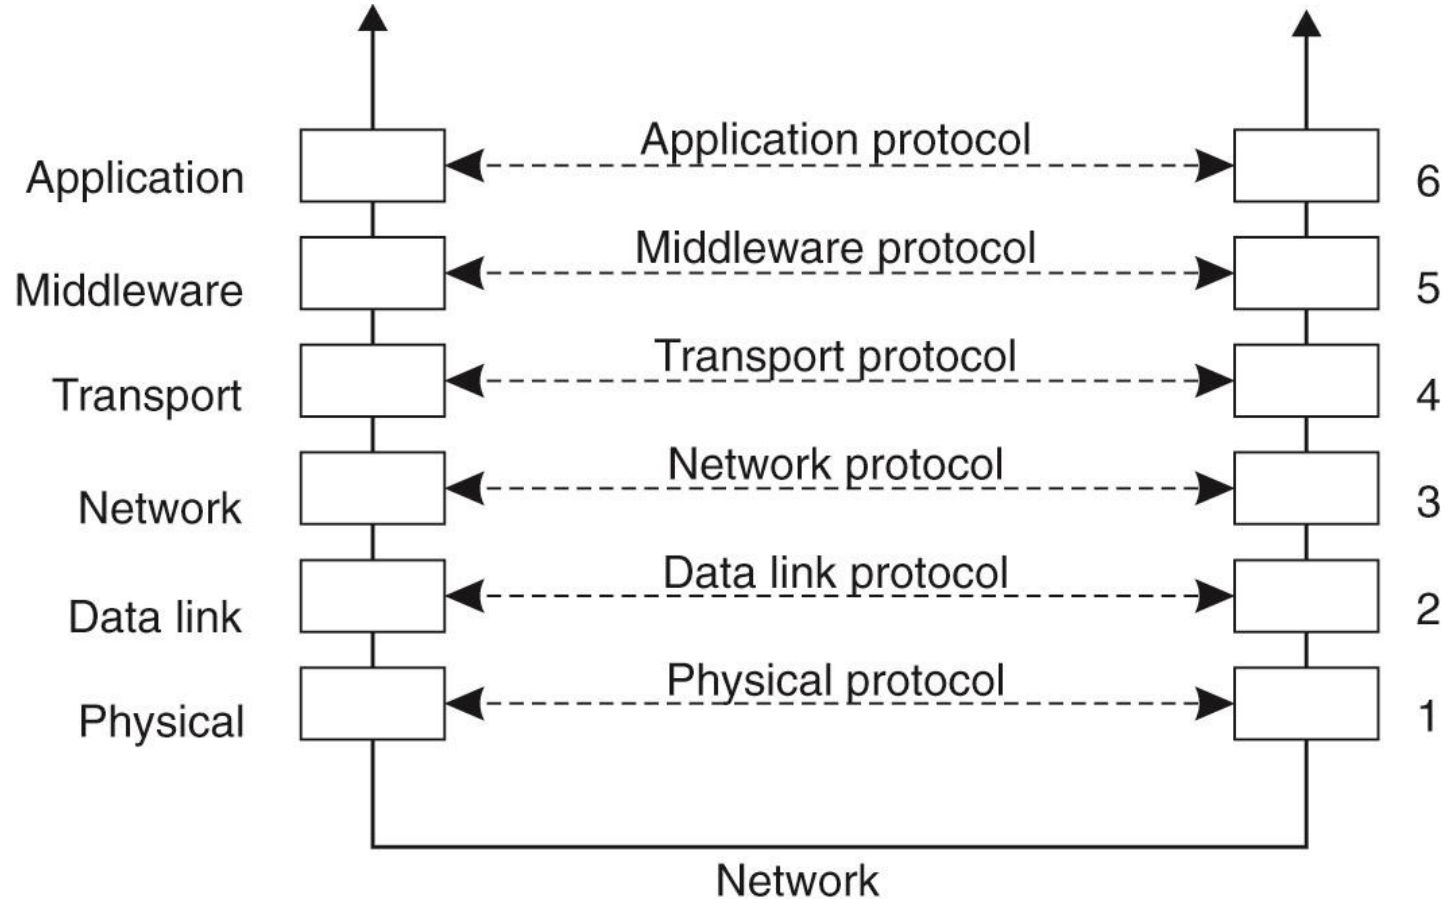 Application protocol
Application
6
Middleware protocol
Middleware
5
Transport protocol
Transport
4
Network protocol
Network
3
Data link protocol
Data link
2
Physical protocol
Physical
1
Network